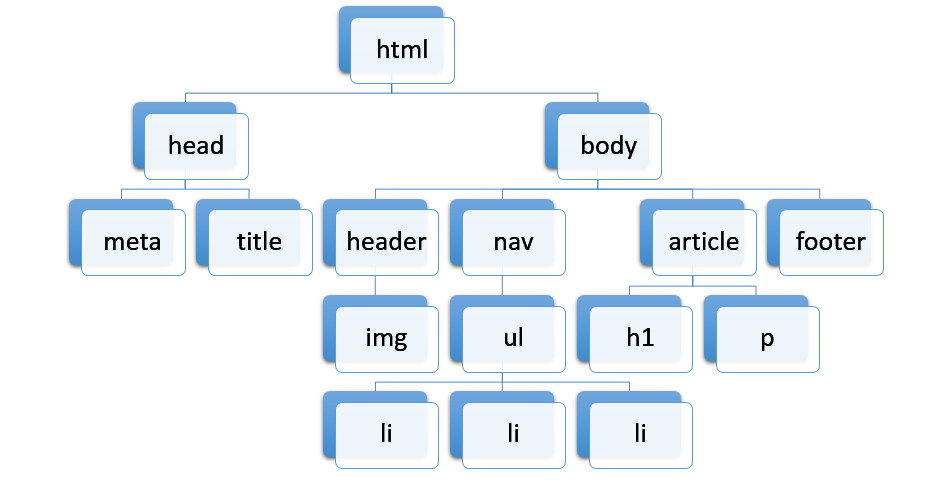 html
head
body
meta
title
header
nav
article
footer
img
ul
h1
p
li
li
li